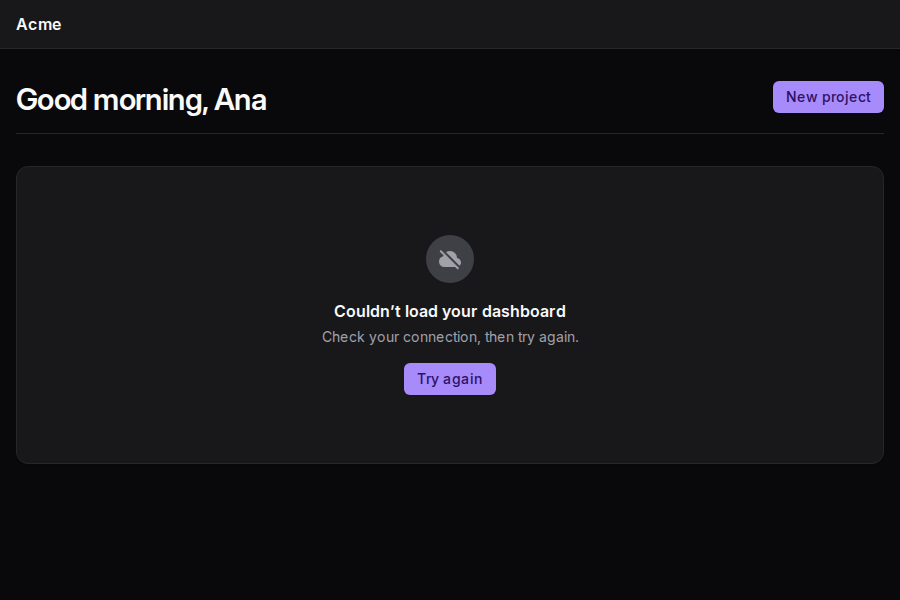 Acme
Good morning, Ana
New project
Couldn’t load your dashboard
Check your connection, then try again.
Try again